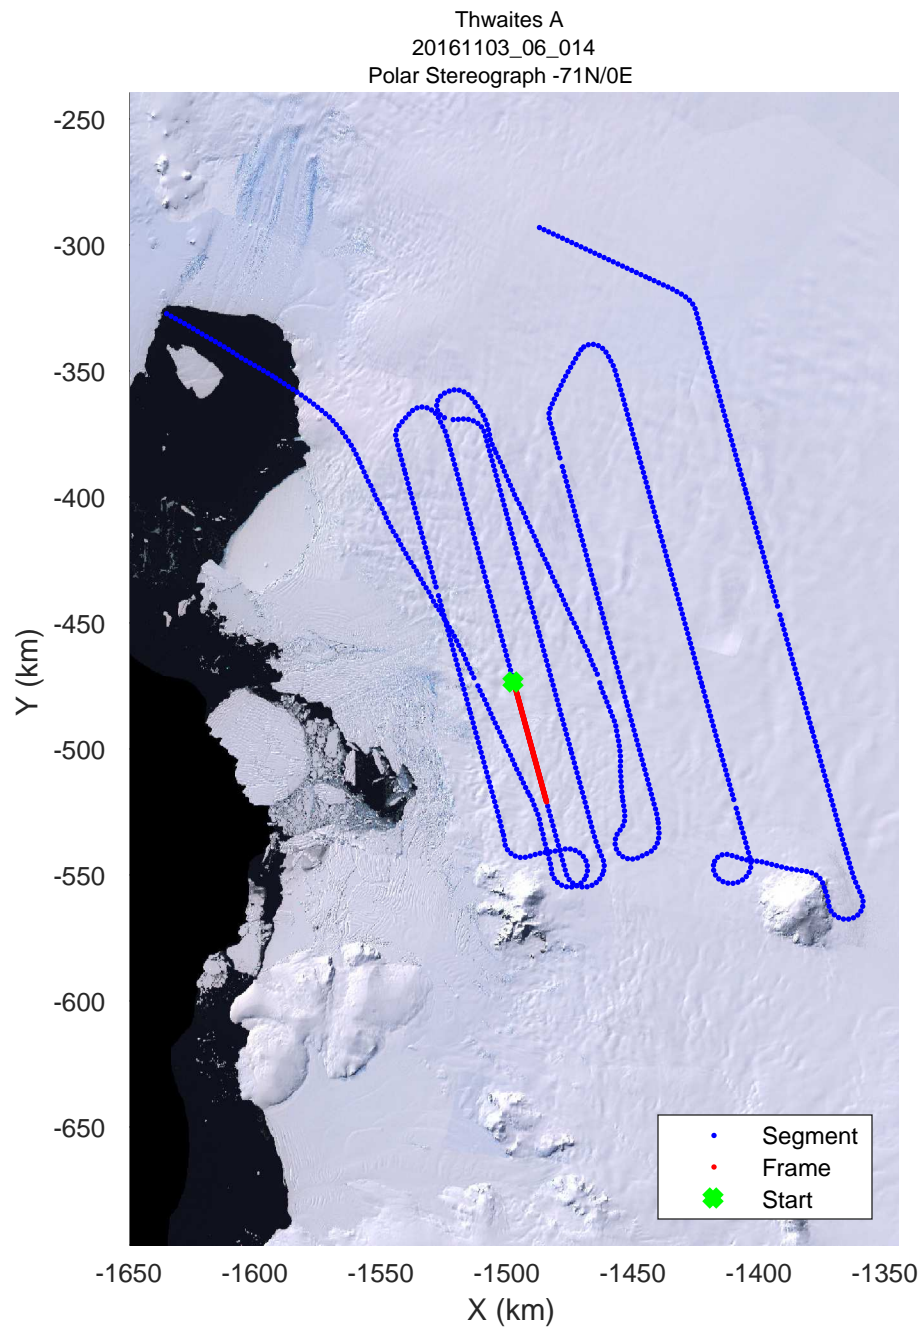 Thwaites A
20161103_06_014
Polar Stereograph -71N/0E
-250
-300
-350
-400
-450
-500
-550
-600
-650
Y (km)
Segment
Frame
Start
-1650 -1600 -1550 -1500 -1450 -1400 -1350
X (km)